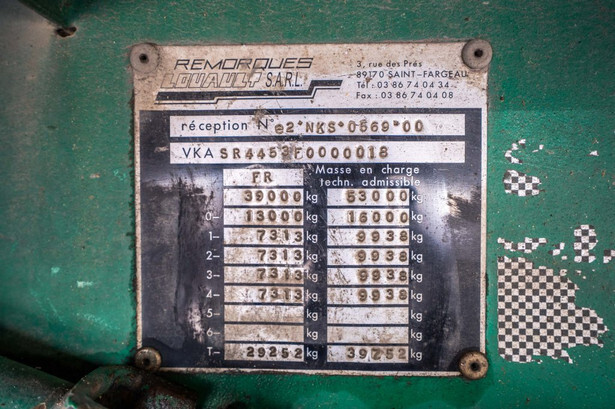 REMORQUES
LOUAULT S.A.R.L.
3, rue des Prés
89170 SAINT-FARGEAU
Tél : 03 86 74 04 34
Fax : 03 86 74 04 08
réception N° e2*NKS*0569*00
VKA SR4453F0000018
FR Masse en charge techn. admissible
39000 kg 53000 kg
0- 13000 kg 16000 kg
1- 7313 kg 9938 kg
2- 7313 kg 9938 kg
3- 7313 kg 9938 kg
4- 7313 kg 9938 kg
5- kg kg
6- kg kg
T- 29252 kg 39752 kg